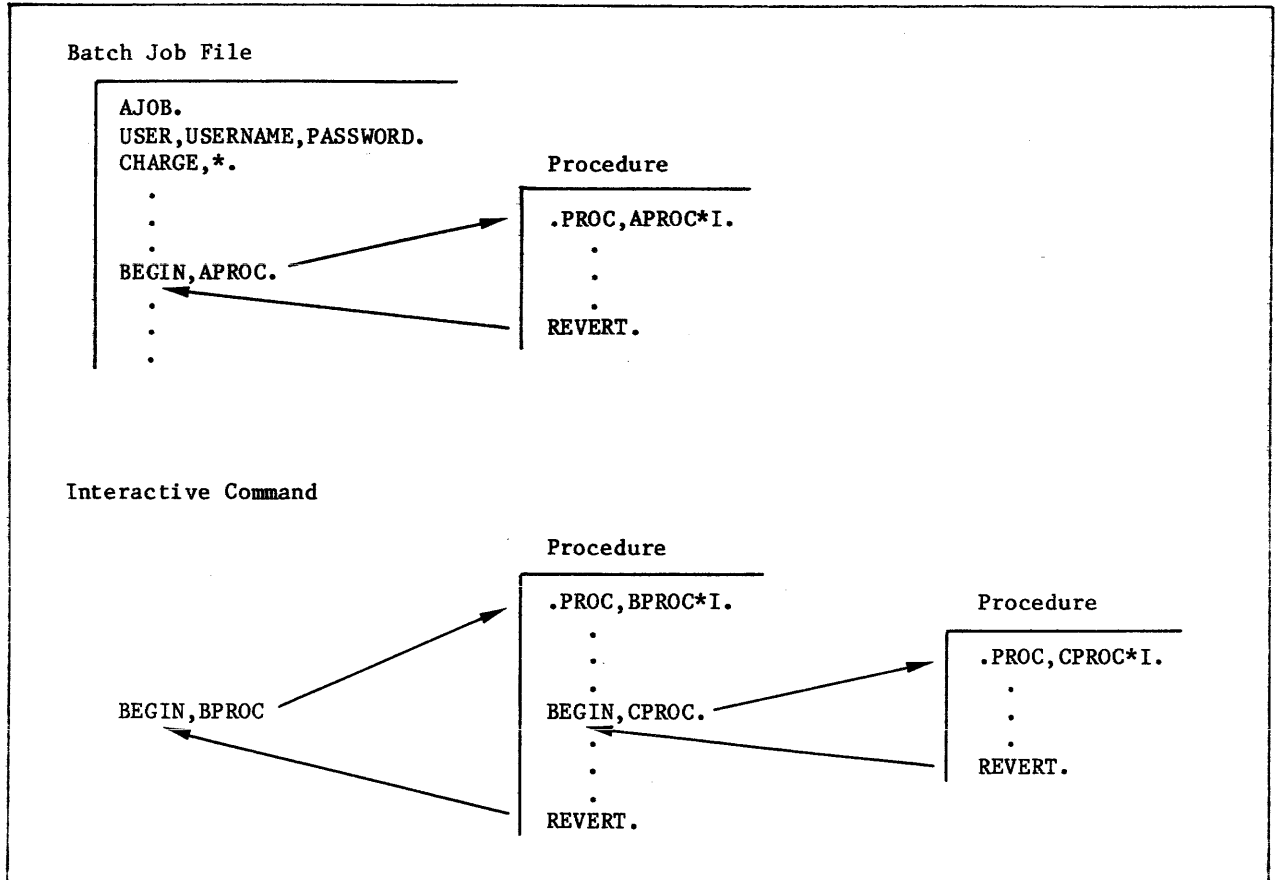 Batch Job File
AJOB.
USER,USERNAME,PASSWORD.
CHARGE,*.
.
.
.
BEGIN,APROC.
.
.
.
Procedure
.PROC,APROC*I.
.
.
.
REVERT.
Interactive Command
BEGIN,BPROC
Procedure
.PROC,BPROC*I.
.
.
.
BEGIN,CPROC.
.
.
.
REVERT.
Procedure
.PROC,CPROC*I.
.
.
.
REVERT.